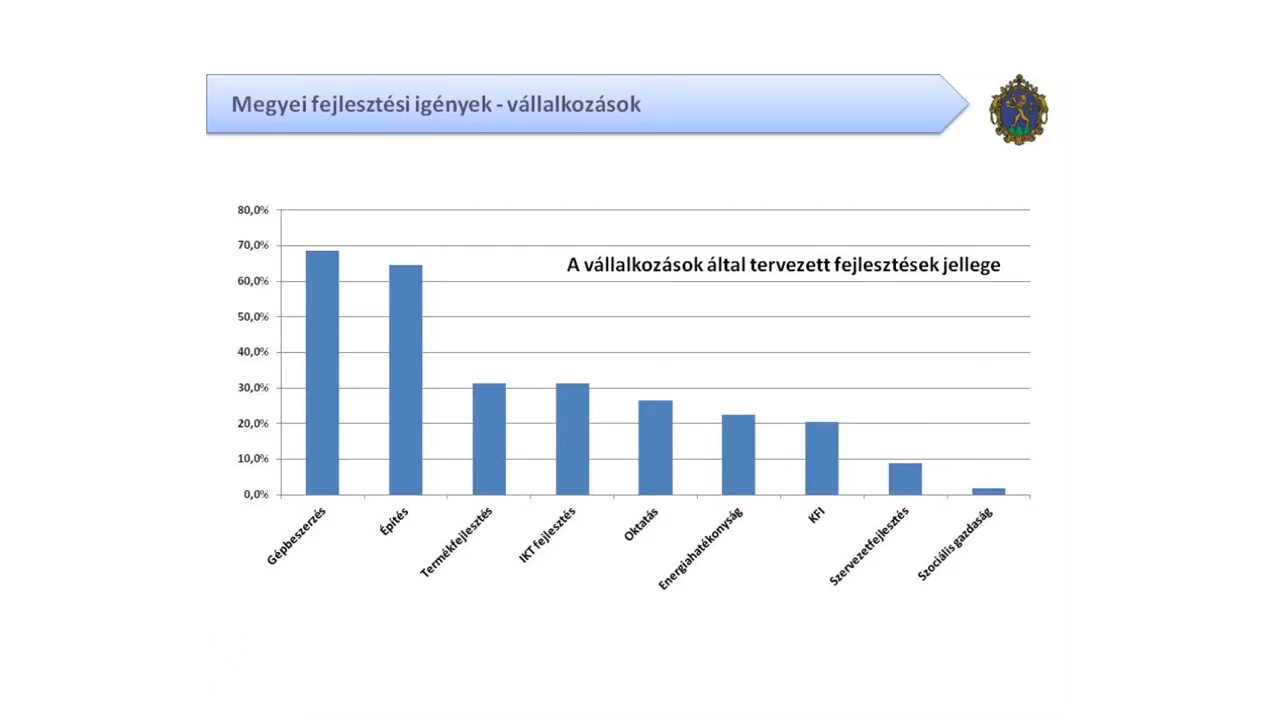 Megyei fejlesztési igények - vállalkozások
A vállalkozások által tervezett fejlesztések jellege
80,0%
70,0%
60,0%
50,0%
40,0%
30,0%
20,0%
10,0%
0,0%
Gépbeszerzés
Építés
Termékfejlesztés
IKT fejlesztés
Oktatás
Energiahatékonyság
KFI
Szervezetfejlesztés
Szociális gazdaság